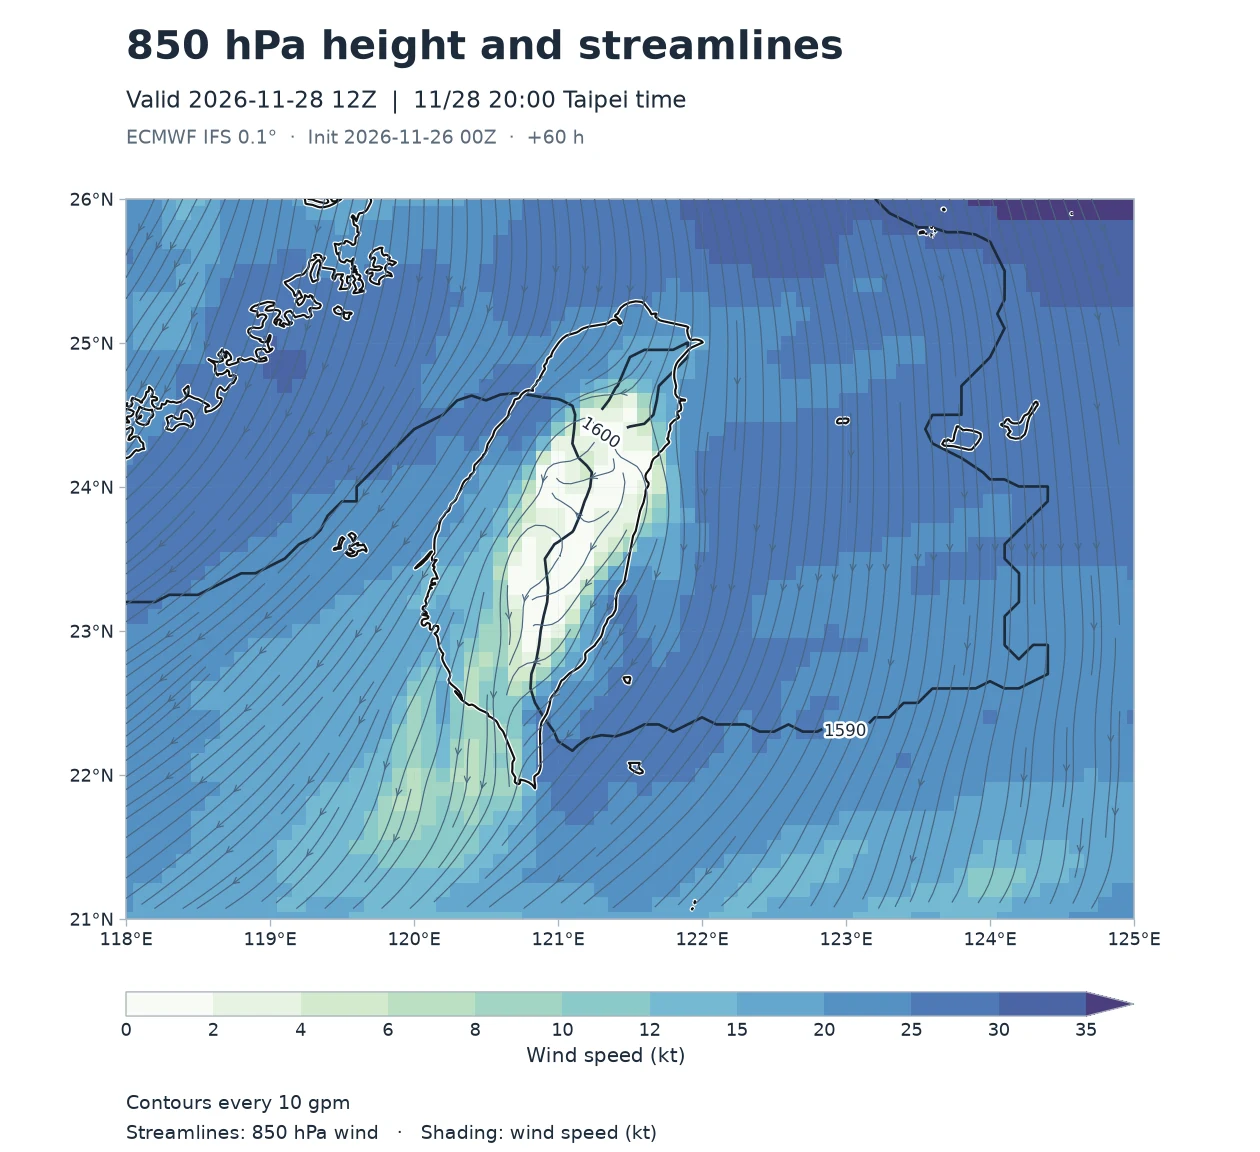 850 hPa height and streamlines
Valid 2026-11-28 12Z | 11/28 20:00 Taipei time
ECMWF IFS 0.1° · Init 2026-11-26 00Z · +60 h
26°N
25°N
24°N
23°N
22°N
21°N
1600
1590
118°E 119°E 120°E 121°E 122°E 123°E 124°E 125°E
0 2 4 6 8 10 12 15 20 25 30 35
Wind speed (kt)
Contours every 10 gpm
Streamlines: 850 hPa wind · Shading: wind speed (kt)